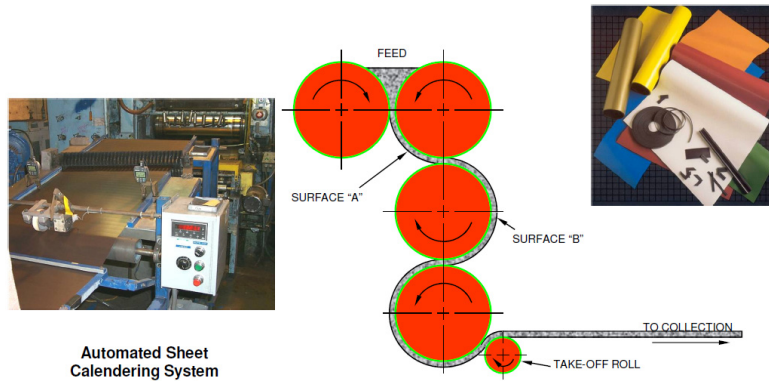 FEED
SURFACE “A”
SURFACE “B”
TO COLLECTION
TAKE-OFF ROLL
Automated Sheet
Calendering System